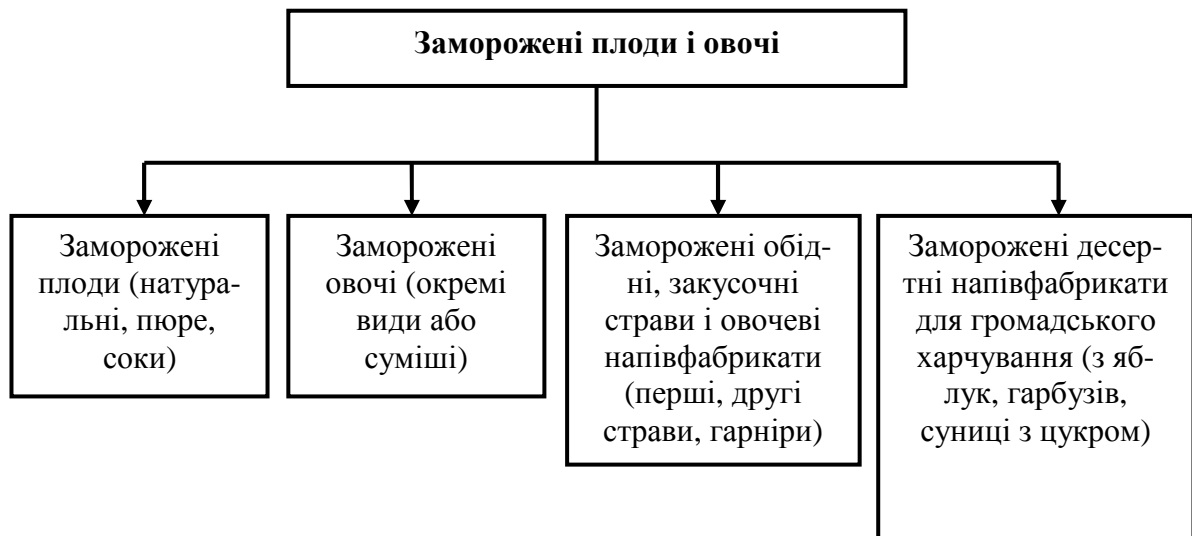 Заморожені плоди і овочі
Заморожені
плоди (натура-
льні, пюре,
соки)
Заморожені
овочі (окремі
види або
суміші)
Заморожені обід-
ні, закусочні
страви і овочеві
напівфабрикати
(перші, другі
страви, гарніри)
Заморожені десер-
тні напівфабрикати
для громадського
харчування (з яб-
лук, гарбузів,
суниці з цукром)